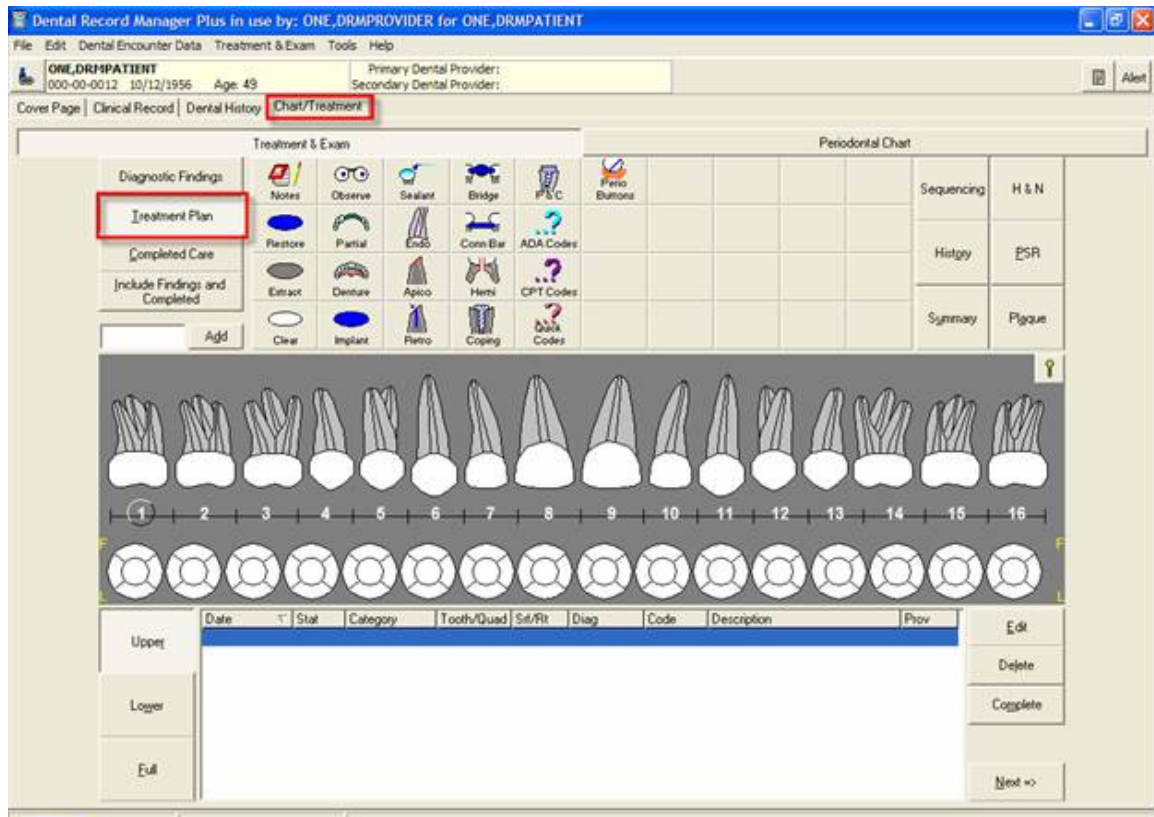 Dental Record Manager Plus in use by: ONE,DRMPROVIDER for ONE,DRMPATIENT
File Edit Dental Encounter Data Treatment & Exam Tools Help
ONE,DRMPATIENT Primary Dental Provider:
000-00-0012 10/12/1956 Age: 49 Secondary Dental Provider:
Alert
Cover Page Clinical Record Dental History Chart/Treatment
Treatment & Exam Periodontal Chart
Diagnostic Findings
Treatment Plan
Completed Care
Include Findings and
Completed
Add
Notes Observe Sealant Bridge P&C Perio
Buttons
Restore Partial Endo Conn Bar ADA Codes
Extract Denture Apico Hemi CPT Codes
Clear Implant Retro Coping Quick
Codes
Sequencing H & N
History PSR
Summary Plaque
1 2 3 4 5 6 7 8 9 10 11 12 13 14 15 16
F F
L L
Upper
Lower
Full
Date Stat Category Tooth/Quad Srf/Rt Diag Code Description Prov
Edit
Delete
Complete
Next =>